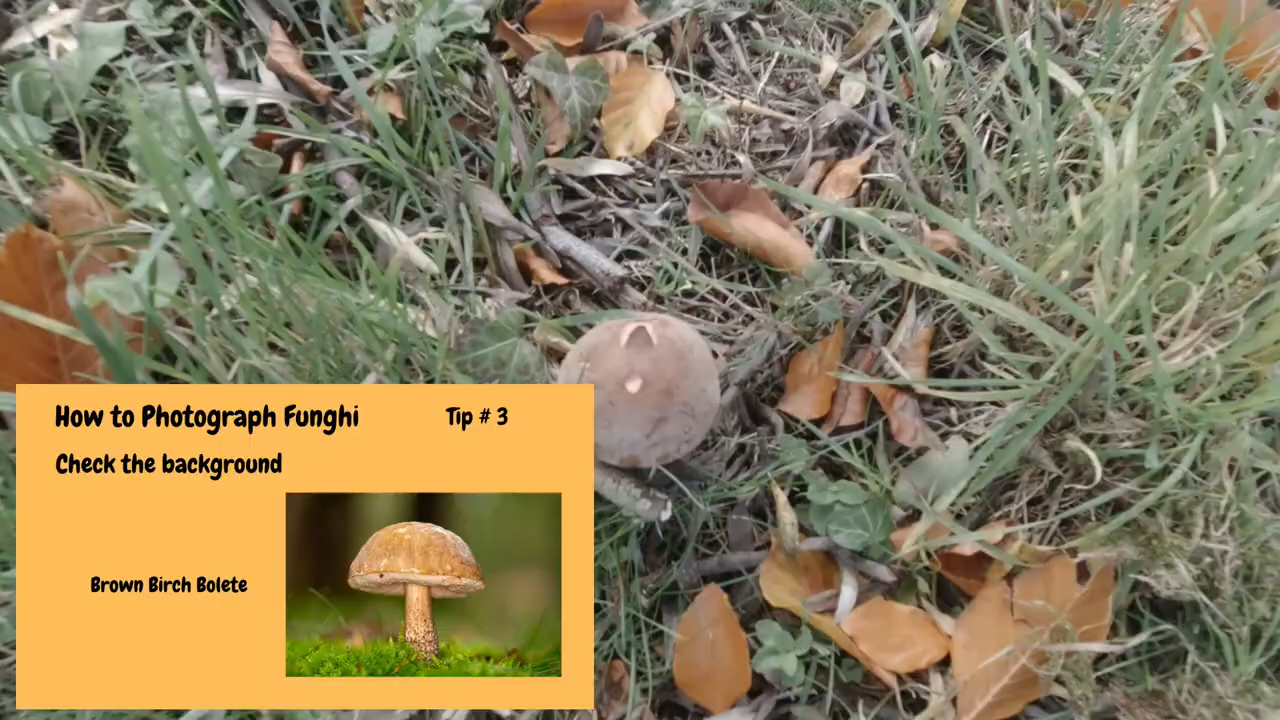 How to Photograph Funghi
Tip # 3
Check the background
Brown Birch Bolete